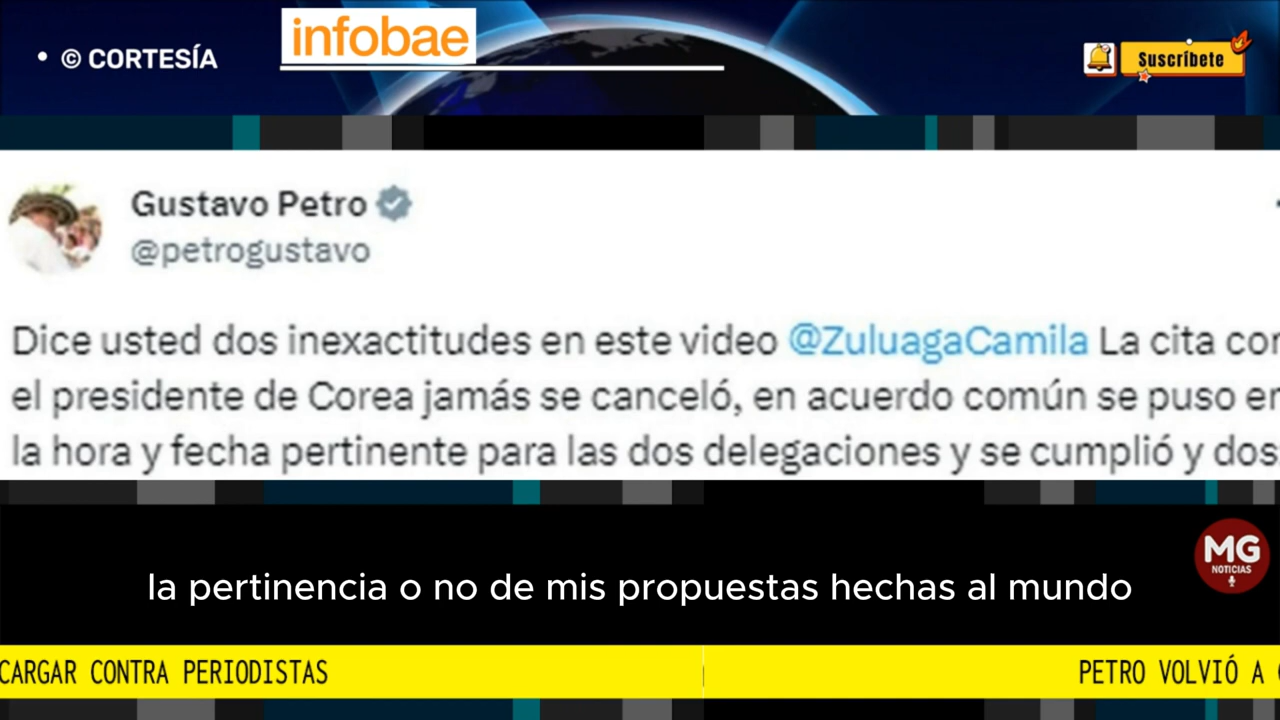 • © CORTESÍA
infobae
Suscríbete
Gustavo Petro
@petrogustavo
Dice usted dos inexactitudes en este video @ZuluagaCamila La cita con
el presidente de Corea jamás se canceló, en acuerdo común se puso en
la hora y fecha pertinente para las dos delegaciones y se cumplió y dos
la pertinencia o no de mis propuestas hechas al mundo
MG
NOTICIAS
CARGAR CONTRA PERIODISTAS
PETRO VOLVIÓ A